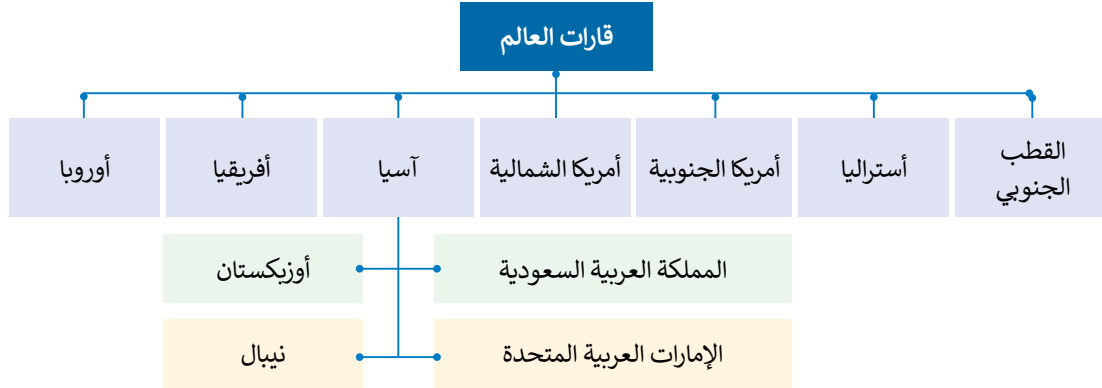 قارات العالم
القطب
الجنوبي
أستراليا
أمريكا الجنوبية
أمريكا الشمالية
آسيا
أفريقيا
أوروبا
المملكة العربية السعودية
أوزبكستان
الإمارات العربية المتحدة
نيبال